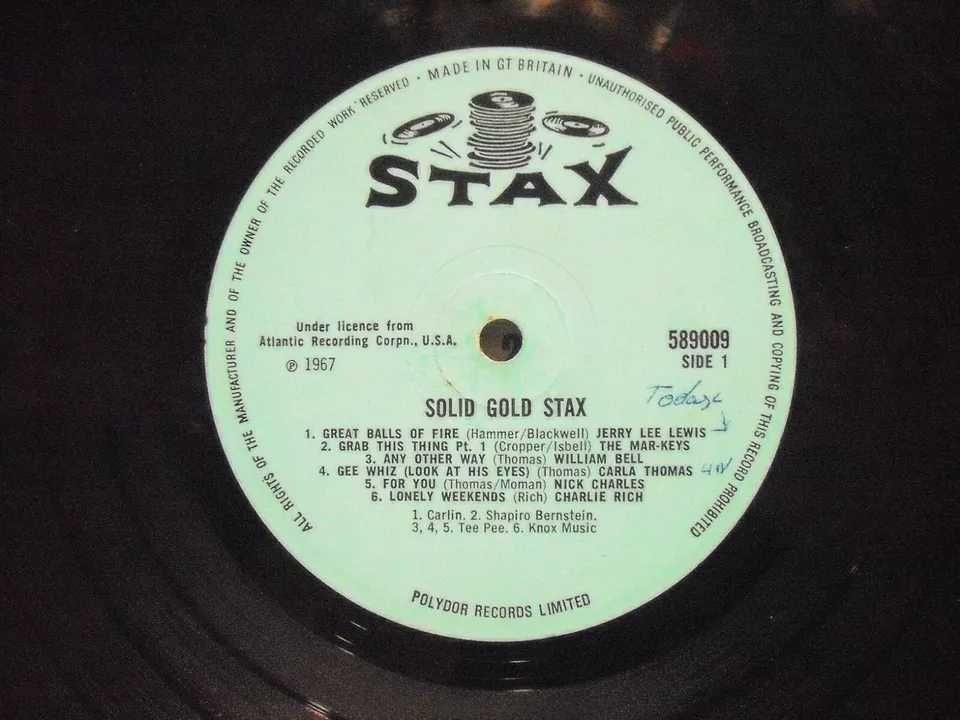 ALL RIGHTS OF THE MANUFACTURER AND OF THE OWNER OF THE RECORDED WORK RESERVED · MADE IN GT BRITAIN · UNAUTHORISED PUBLIC PERFORMANCE BROADCASTING AND COPYING OF THIS RECORD PROHIBITED
STAX
Under licence from
Atlantic Recording Corpn., U.S.A.
℗ 1967
589009
SIDE 1
SOLID GOLD STAX
1. GREAT BALLS OF FIRE (Hammer/Blackwell) JERRY LEE LEWIS
2. GRAB THIS THING Pt. 1 (Cropper/Isbell) THE MAR-KEYS
3. ANY OTHER WAY (Thomas) WILLIAM BELL
4. GEE WHIZ (LOOK AT HIS EYES) (Thomas) CARLA THOMAS
5. FOR YOU (Thomas/Moman) NICK CHARLES
6. LONELY WEEKENDS (Rich) CHARLIE RICH
1. Carlin. 2. Shapiro Bernstein.
3, 4, 5. Tee Pee. 6. Knox Music
POLYDOR RECORDS LIMITED